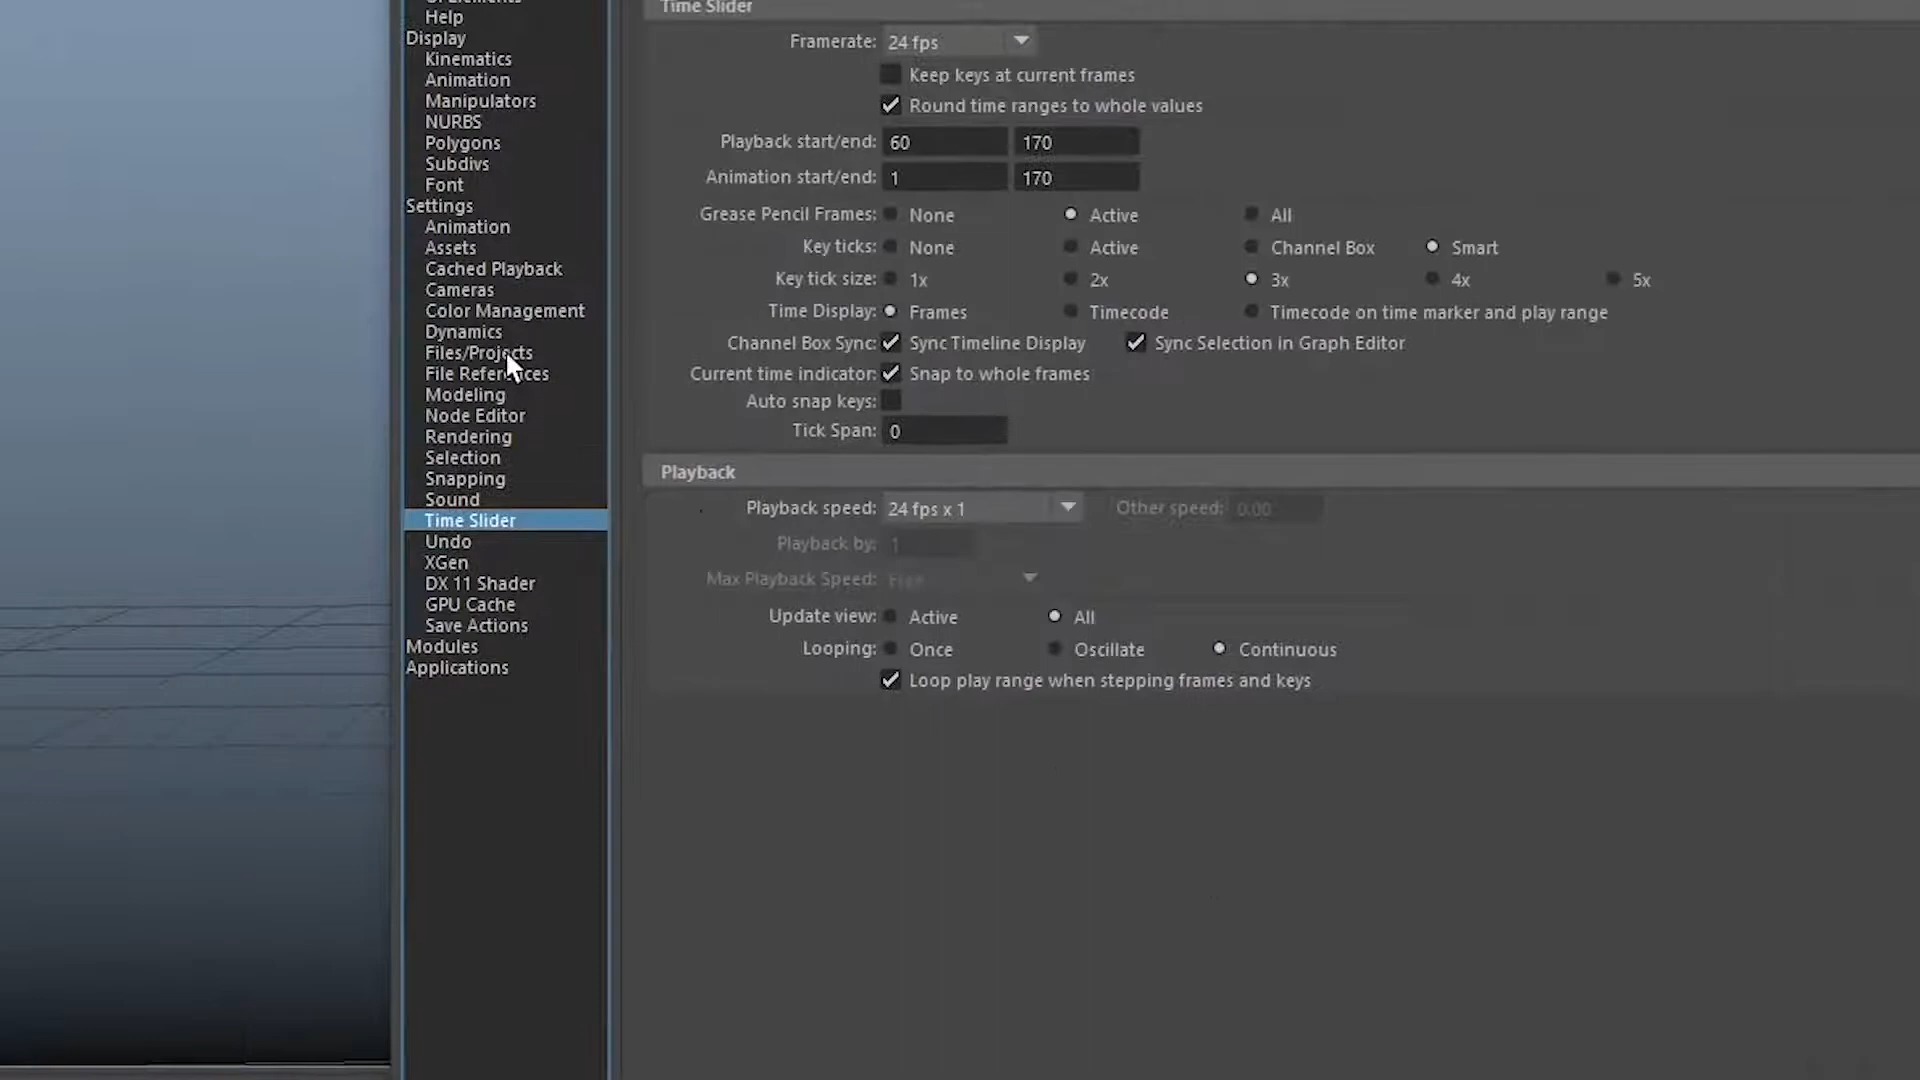 UI Elements
Help
Display
Kinematics
Animation
Manipulators
NURBS
Polygons
Subdivs
Font
Settings
Animation
Assets
Cached Playback
Cameras
Color Management
Dynamics
Files/Projects
File References
Modeling
Node Editor
Rendering
Selection
Snapping
Sound
Time Slider
Undo
XGen
DX 11 Shader
GPU Cache
Save Actions
Modules
Applications
Time Slider
Framerate: 24 fps
Keep keys at current frames
Round time ranges to whole values
Playback start/end: 60 170
Animation start/end: 1 170
Grease Pencil Frames: None Active All
Key ticks: None Active Channel Box Smart
Key tick size: 1x 2x 3x 4x 5x
Time Display: Frames Timecode Timecode on time marker and play range
Channel Box Sync: Sync Timeline Display Sync Selection in Graph Editor
Current time indicator: Snap to whole frames
Auto snap keys:
Tick Span: 0
Playback
Playback speed: 24 fps x 1 Other speed: 0.00
Playback by: 1
Max Playback Speed: Free
Update view: Active All
Looping: Once Oscillate Continuous
Loop play range when stepping frames and keys